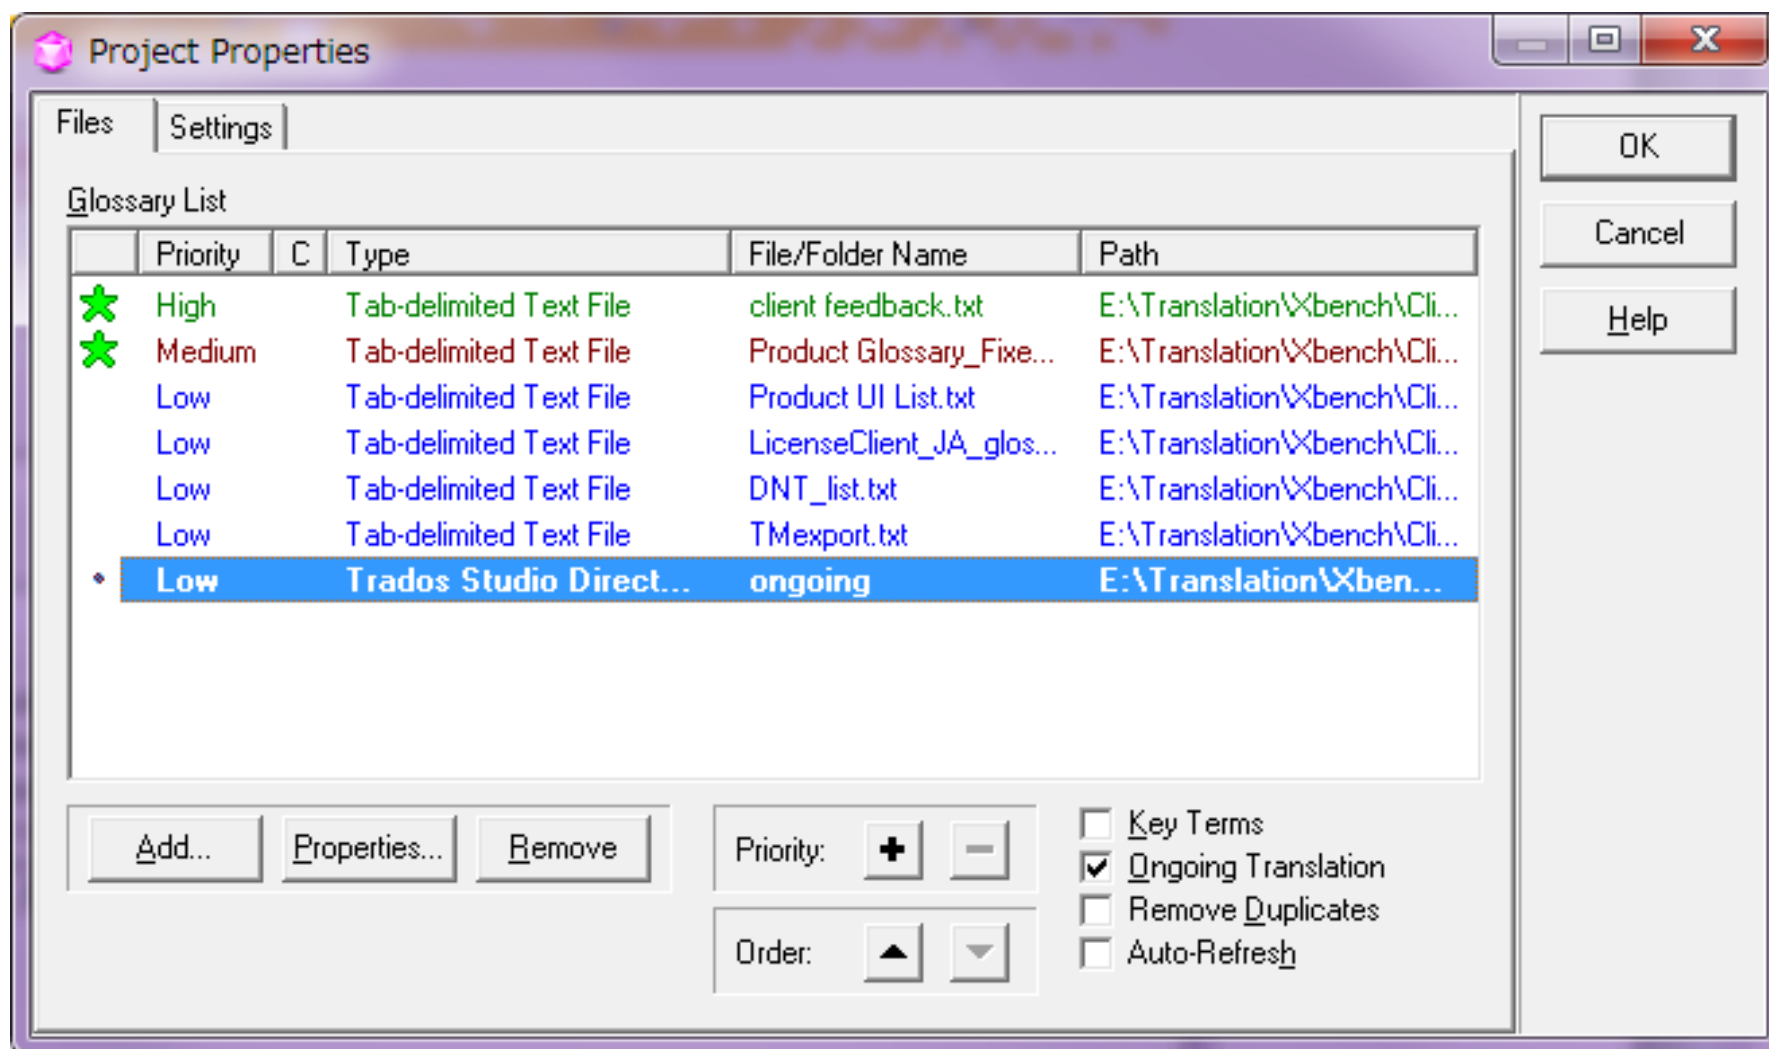 Project Properties
Files Settings
OK
Cancel
Help
Glossary List
Priority C Type File/Folder Name Path
High Tab-delimited Text File client feedback.txt E:\Translation\Xbench\Cli...
Medium Tab-delimited Text File Product Glossary_Fixe... E:\Translation\Xbench\Cli...
Low Tab-delimited Text File Product UI List.txt E:\Translation\Xbench\Cli...
Low Tab-delimited Text File LicenseClient_JA_glos... E:\Translation\Xbench\Cli...
Low Tab-delimited Text File DNT_list.txt E:\Translation\Xbench\Cli...
Low Tab-delimited Text File TMexport.txt E:\Translation\Xbench\Cli...
Low Trados Studio Direct... ongoing E:\Translation\Xben...
Add... Properties... Remove
Priority:
Order:
Key Terms
Ongoing Translation
Remove Duplicates
Auto-Refresh